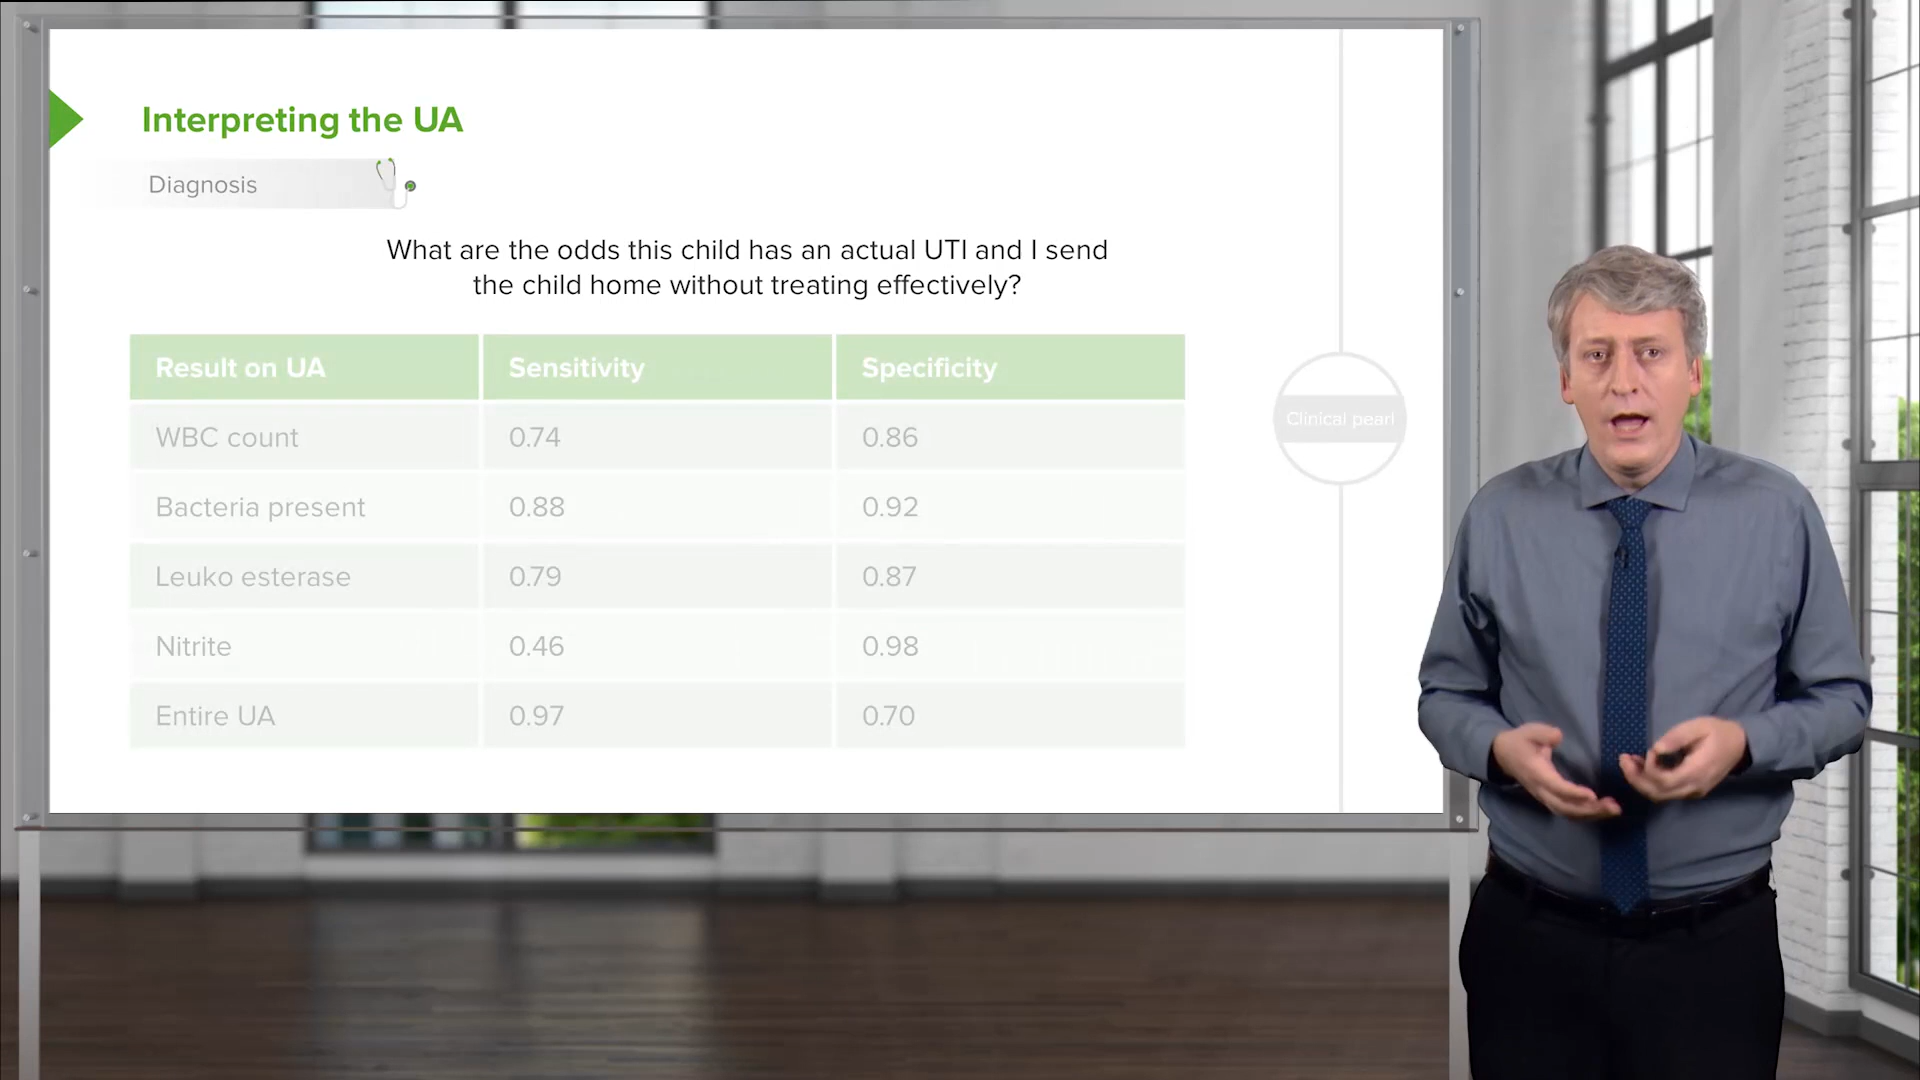 Interpreting the UA
Diagnosis
What are the odds this child has an actual UTI and I send
the child home without treating effectively?
Result on UA Sensitivity Specificity
WBC count 0.74 0.86
Bacteria present 0.88 0.92
Leuko esterase 0.79 0.87
Nitrite 0.46 0.98
Entire UA 0.97 0.70
Clinical pearl